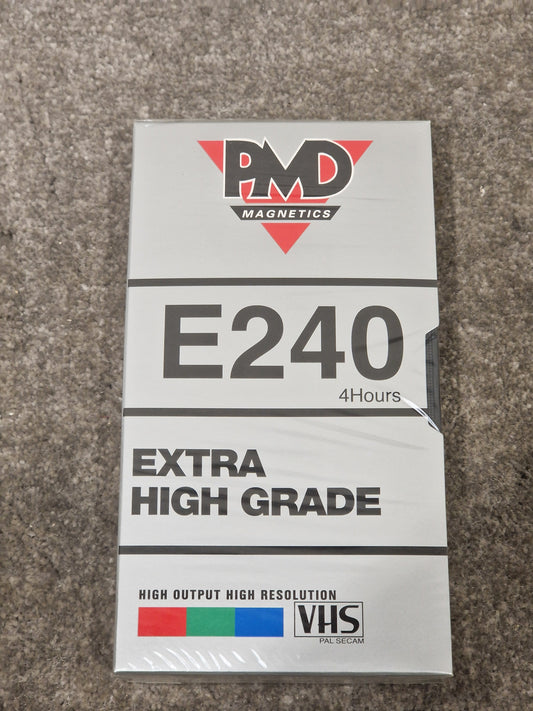 PMD
MAGNETICS
E240
4Hours
EXTRA
HIGH GRADE
HIGH OUTPUT HIGH RESOLUTION
VHS
PAL SECAM